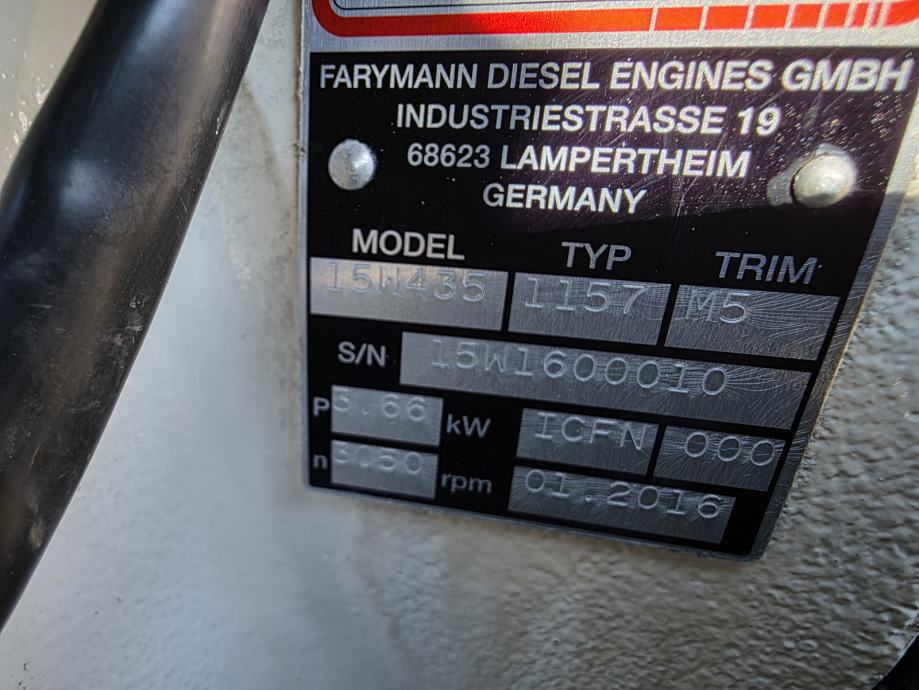 FARYMANN DIESEL ENGINES GMBH
INDUSTRIESTRASSE 19
68623 LAMPERTHEIM
GERMANY
MODEL TYP TRIM
15W435 1157 M5
S/N 15W1600010
P 3.66 kW ICFN 000
n 3050 rpm 01.2016